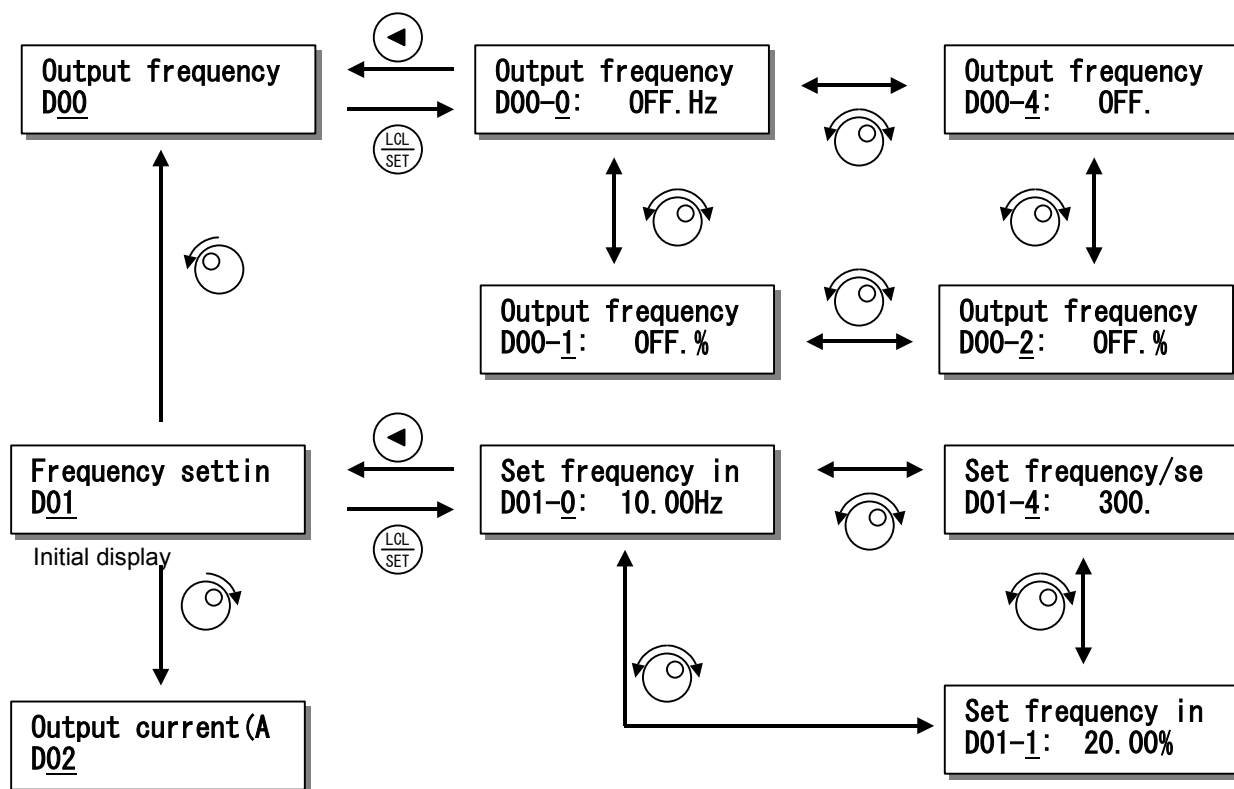 Output frequency
D00
◄
LCL
SET
Output frequency
D00-0: OFF.Hz
Output frequency
D00-4: OFF.
Output frequency
D00-1: OFF.%
Output frequency
D00-2: OFF.%
Frequency settin
D01
Initial display
◄
LCL
SET
Set frequency in
D01-0: 10.00Hz
Set frequency/se
D01-4: 300.
Output current(A
D02
Set frequency in
D01-1: 20.00%